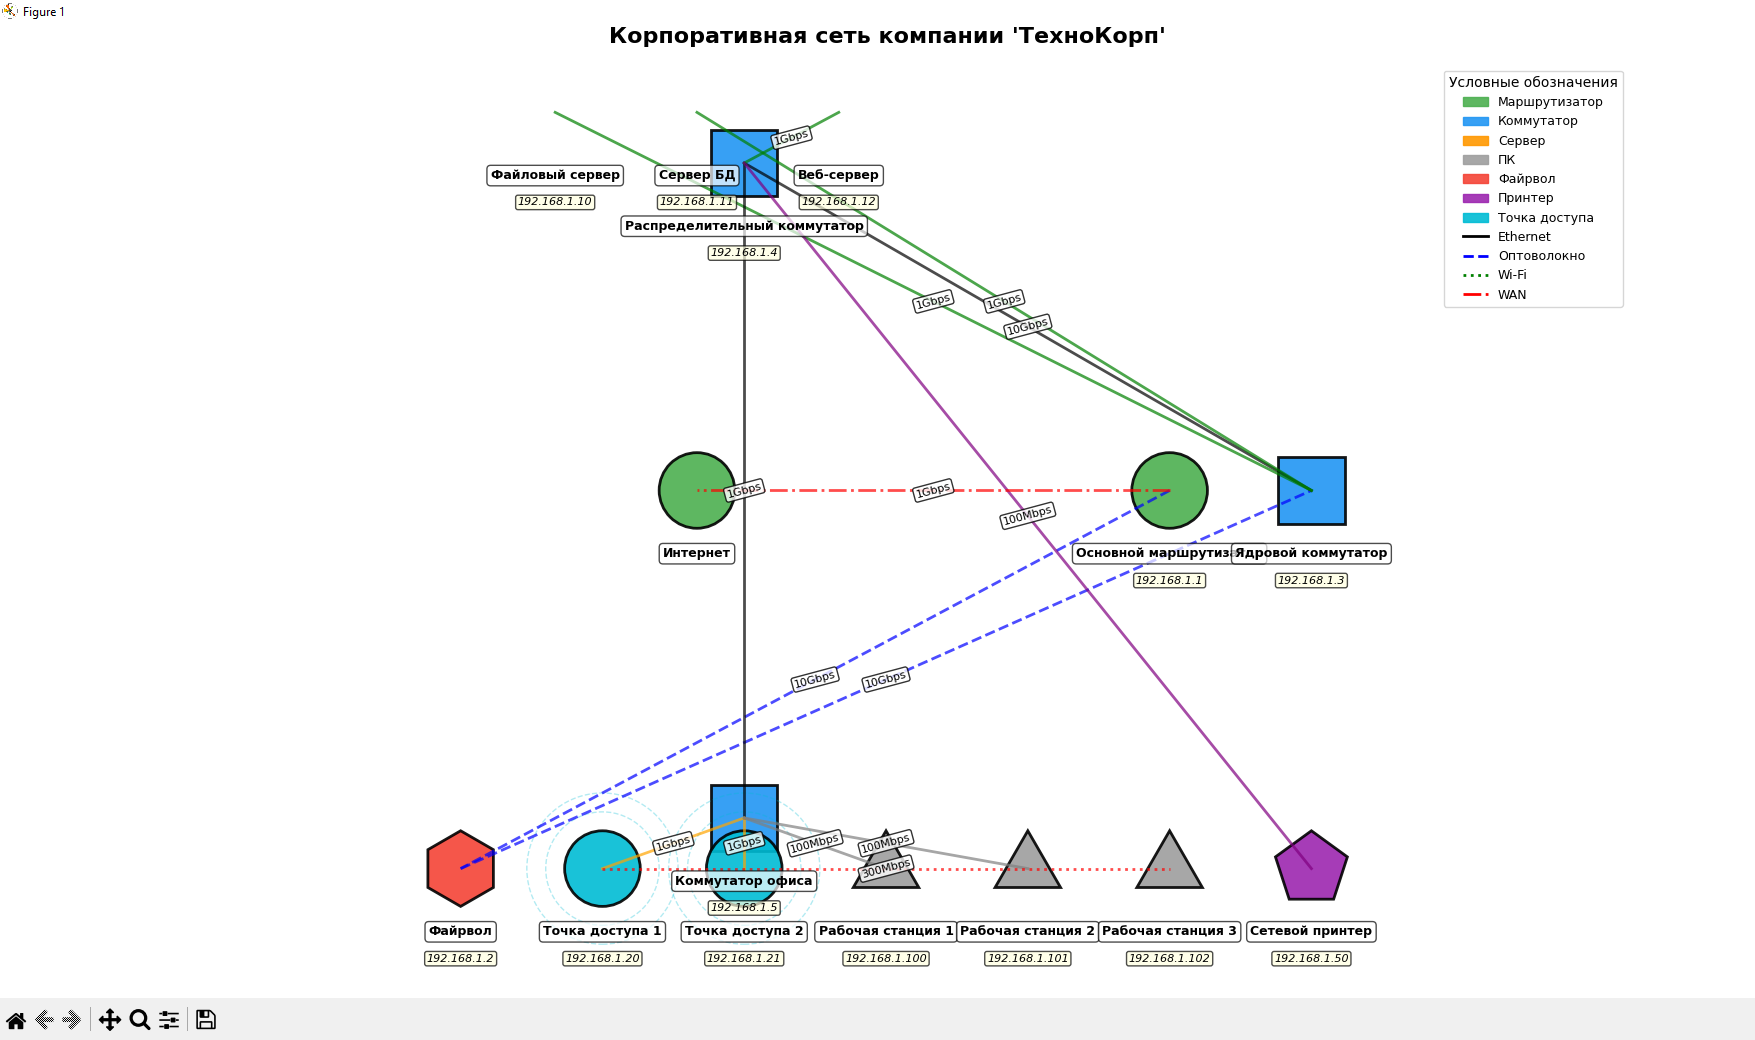 Figure 1
Корпоративная сеть компании 'ТехноКорп'
Условные обозначения
Маршрутизатор
Коммутатор
Сервер
ПК
Файрвол
Принтер
Точка доступа
Ethernet
Оптоволокно
Wi-Fi
WAN
1Gbps
Файловый сервер
Сервер БД
Веб-сервер
192.168.1.10
192.168.1.11
192.168.1.12
Распределительный коммутатор
192.168.1.4
1Gbps
1Gbps
10Gbps
1Gbps
1Gbps
100Mbps
Интернет
Основной
Ядровой коммутатор
192.168.1.1
192.168.1.3
10Gbps
10Gbps
1Gbps
1Gbps
100Mbps
100Mbps
300Mbps
Коммутатор офиса
192.168.1.5
Файрвол
Точка доступа 1
Точка доступа 2
Рабочая станция 1
Рабочая станция 2
Рабочая станция 3
Сетевой принтер
192.168.1.2
192.168.1.20
192.168.1.21
192.168.1.100
192.168.1.101
192.168.1.102
192.168.1.50